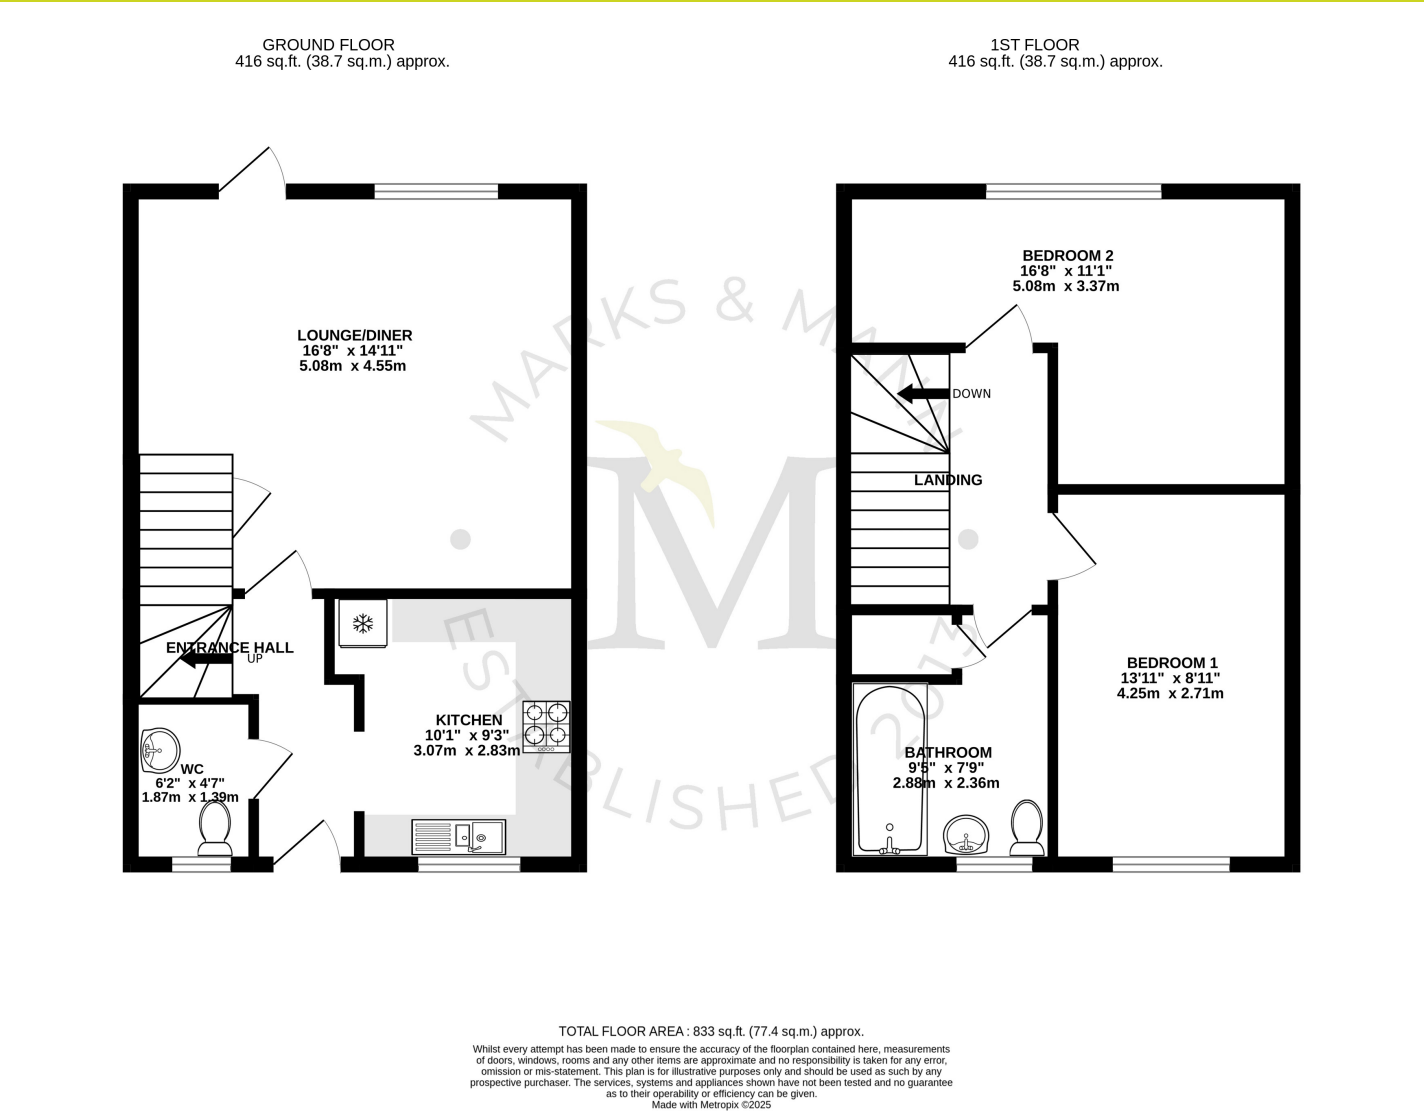 GROUND FLOOR
416 sq.ft. (38.7 sq.m.) approx.
1ST FLOOR
416 sq.ft. (38.7 sq.m.) approx.
LOUNGE/DINER
16'8"  x 14'11"
5.08m  x 4.55m
ENTRANCE HALL
UP
KITCHEN
10'1"  x 9'3"
3.07m  x 2.83m
WC
6'2"  x 4'7"
1.87m  x 1.39m
BEDROOM 2
16'8"  x 11'1"
5.08m  x 3.37m
DOWN
LANDING
BEDROOM 1
13'11"  x 8'11"
4.25m  x 2.71m
BATHROOM
9'5"  x 7'9"
2.88m  x 2.36m
MARKS & MANN
M
ESTABLISHED 2013
TOTAL FLOOR AREA : 833 sq.ft. (77.4 sq.m.) approx.
Whilst every attempt has been made to ensure the accuracy of the floorplan contained here, measurements
of doors, windows, rooms and any other items are approximate and no responsibility is taken for any error,
omission or mis-statement. This plan is for illustrative purposes only and should be used as such by any
prospective purchaser. The services, systems and appliances shown have not been tested and no guarantee
as to their operability or efficiency can be given.
Made with Metropix ©2025